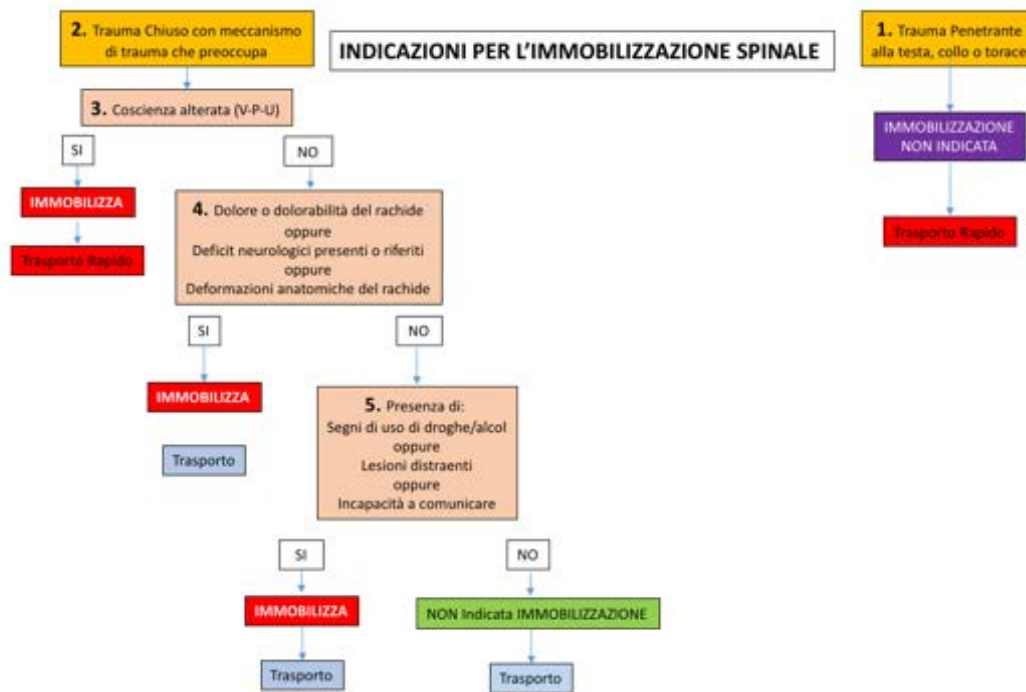 INDICAZIONI PER L'IMMOBILIZZAZIONE SPINALE
1. Trauma Penetrante
alla testa, collo o torace
IMMOBILIZZAZIONE
NON INDICATA
Trasporto Rapido
2. Trauma Chiuso con meccanismo
di trauma che preoccupa
3. Coscienza alterata (V-P-U)
SI
NO
IMMOBILIZZA
Trasporto Rapido
4. Dolore o dolorabilità del rachide
oppure
Deficit neurologici presenti o riferiti
oppure
Deformazioni anatomiche del rachide
SI
NO
IMMOBILIZZA
Trasporto
5. Presenza di:
Segni di uso di droghe/alcol
oppure
Lesioni distraenti
oppure
Incapacità a comunicare
SI
NO
IMMOBILIZZA
NON Indicata IMMOBILIZZAZIONE
Trasporto
Trasporto